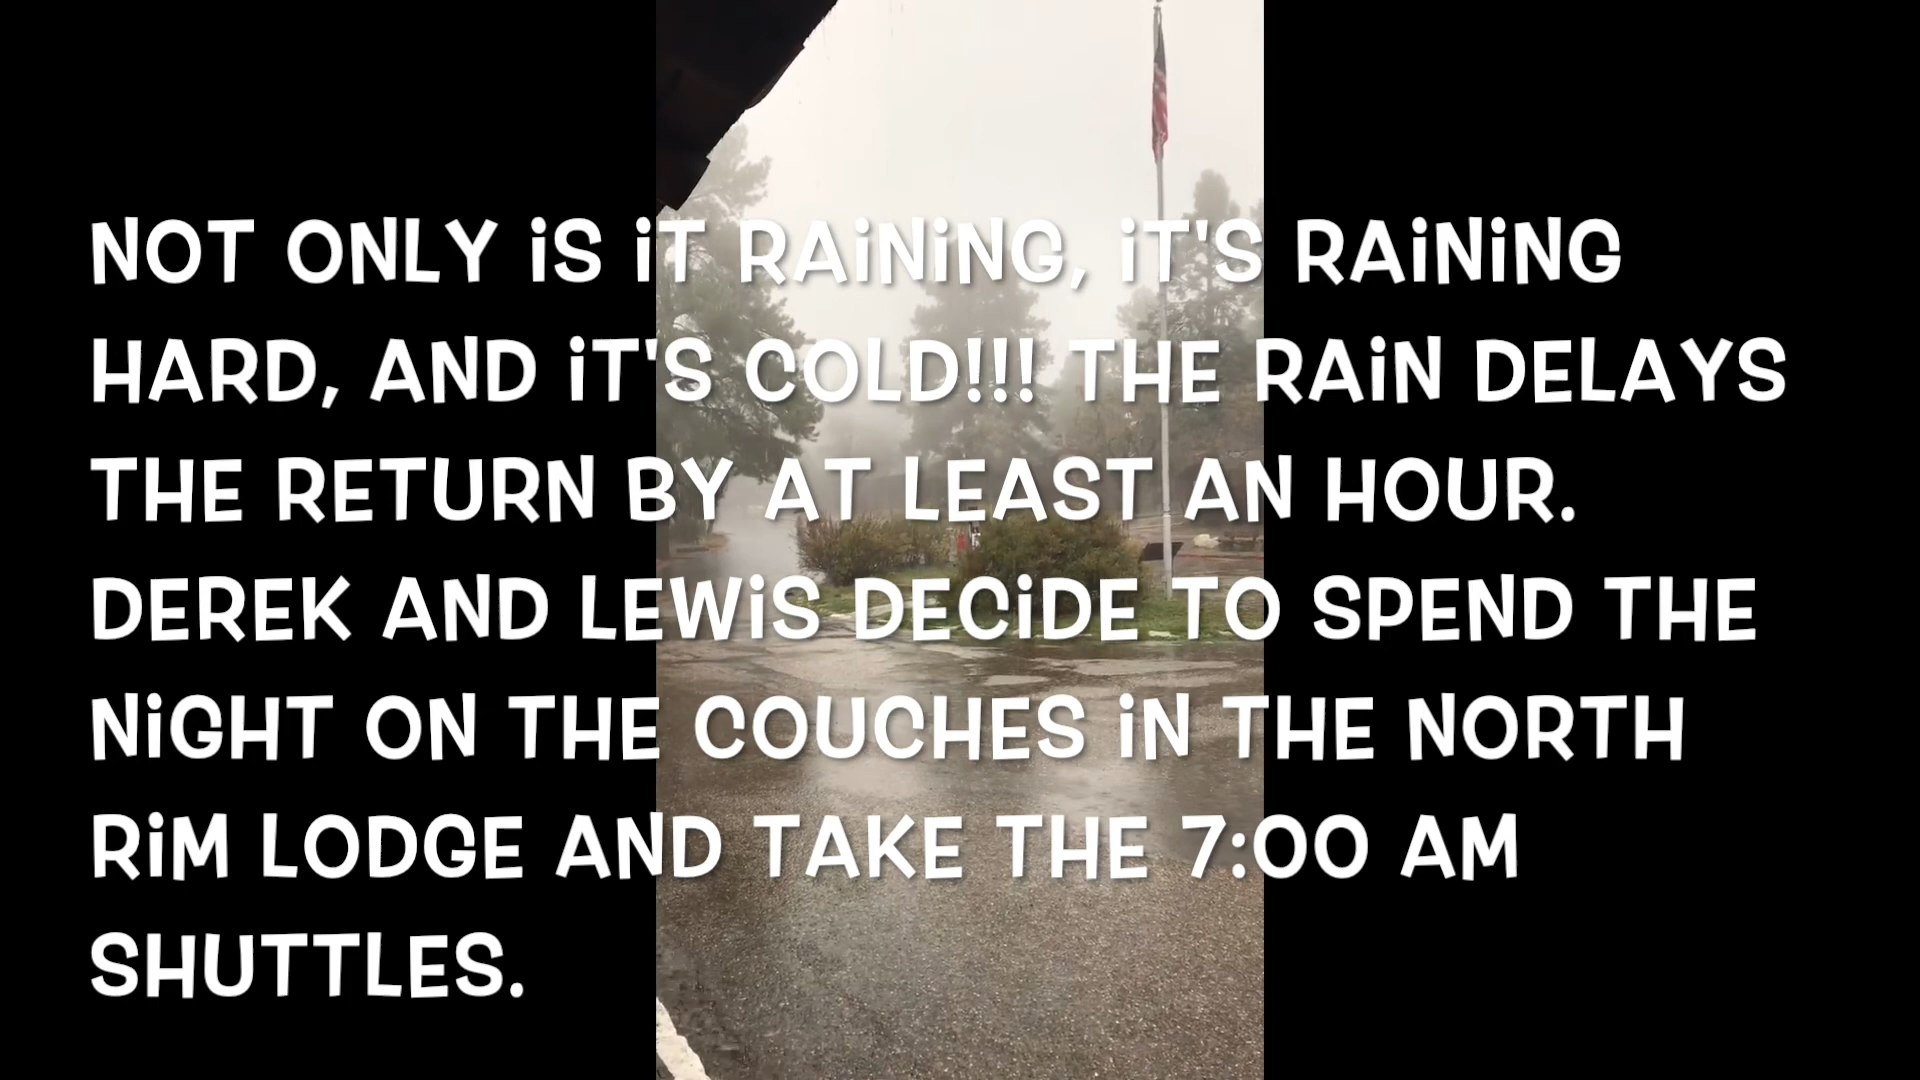 NOT ONLY iS iT RAiNiNG, iT'S RAiNiNG
HARD, AND iT'S COLD!!! THE RAiN DELAYS
THE RETURN BY AT LEAST AN HOUR.
DEREK AND LEWiS DECiDE TO SPEND THE
NiGHT ON THE COUCHES iN THE NORTH
RiM LODGE AND TAKE THE 7:00 AM
SHUTTLES.